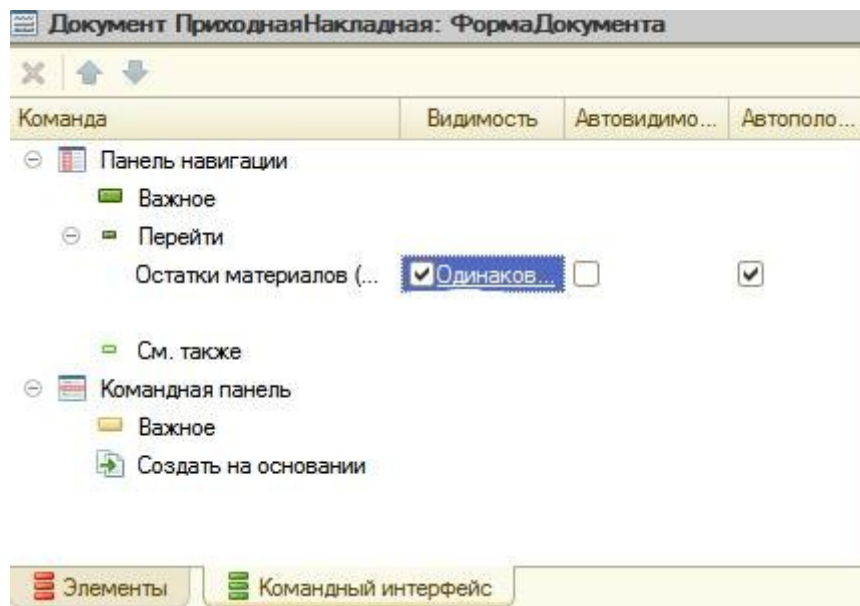 Документ ПриходнаяНакладная: ФормаДокумента
Команда Видимость Автовидимо... Автополо...
Панель навигации
Важное
Перейти
Остатки материалов (... Одинаков...
См. также
Командная панель
Важное
Создать на основании
Элементы Командный интерфейс